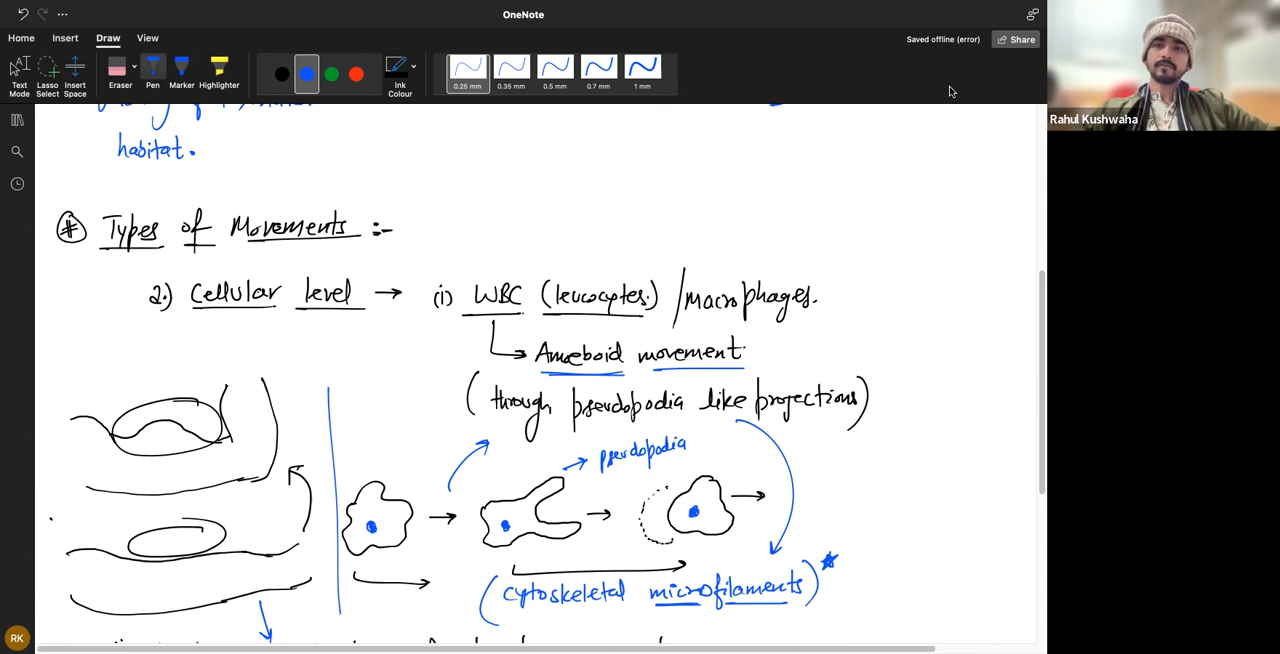 OneNote
Home Insert Draw View
Saved offline (error) Share
Text Mode Lasso Select Insert Space Eraser Pen Marker Highlighter Ink Colour 0.25 mm 0.35 mm 0.5 mm 0.7 mm 1 mm
Rahul Kushwaha
habitat.
# Types of Movements :-
2.) Cellular level → (i) WBC (leucocytes.) / macrophages.
→ Amoeboid movement.
(through pseudopodia like projections)
→ pseudopodia
(cytoskeletal microfilaments)
RK